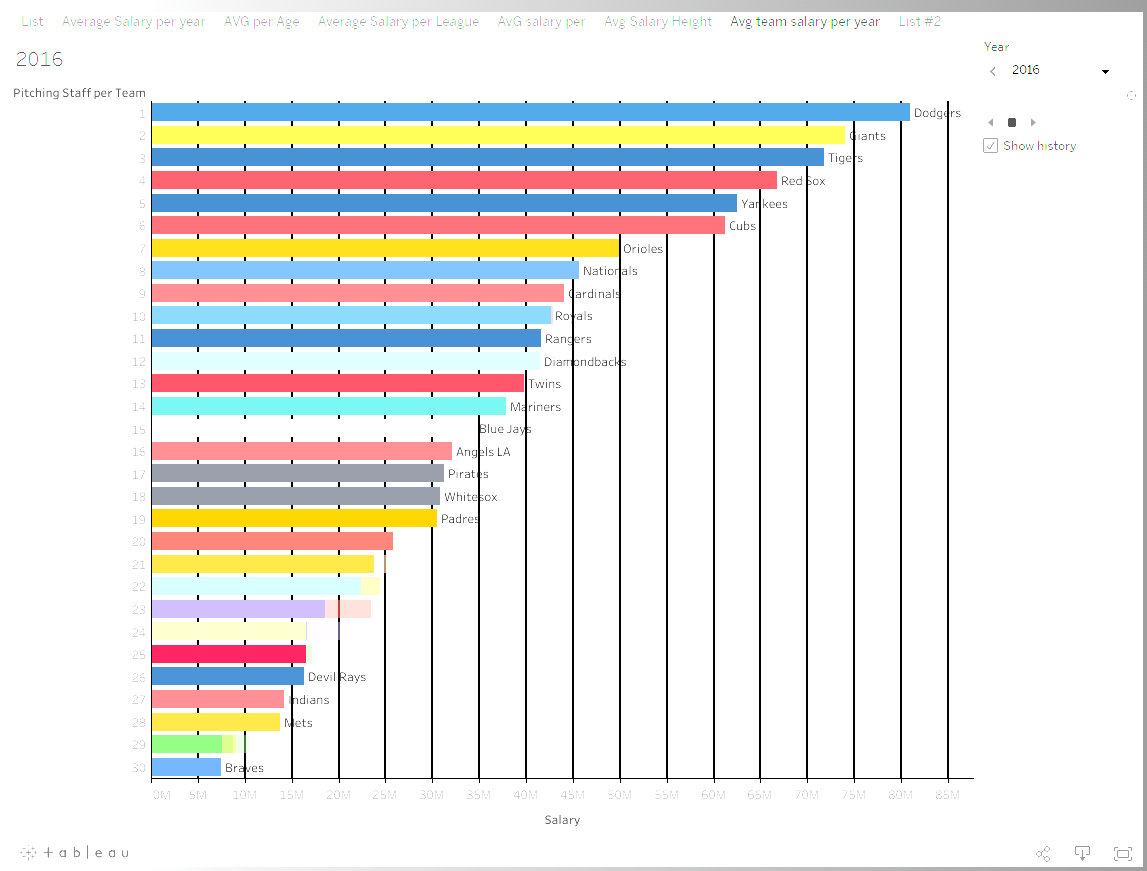 List Average Salary per year AVG per Age Average Salary per League AvG salary per Avg Salary Height Avg team salary per year List #2
2016
Year
2016
Show history
Pitching Staff per Team
1 Dodgers
2 Giants
3 Tigers
4 Red Sox
5 Yankees
6 Cubs
7 Orioles
8 Nationals
9 Cardinals
10 Royals
11 Rangers
12 Diamondbacks
13 Twins
14 Mariners
15 Blue Jays
16 Angels LA
17 Pirates
18 Whitesox
19 Padres
20
21
22
23
24
25
26 Devil Rays
27 Indians
28 Mets
29
30 Braves
0M 5M 10M 15M 20M 25M 30M 35M 40M 45M 50M 55M 60M 65M 70M 75M 80M 85M
Salary
+ableau